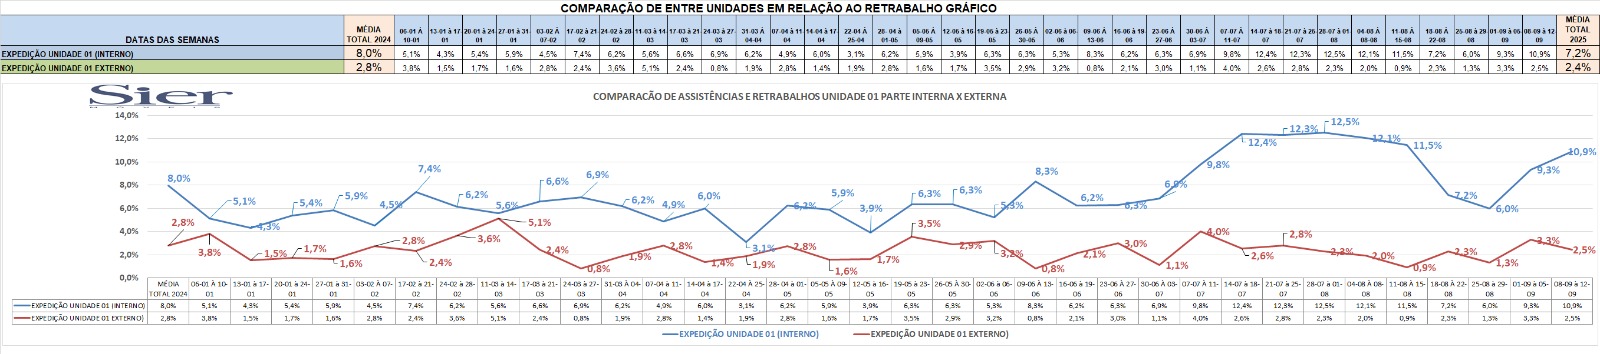 COMPARAÇÃO DE ENTRE UNIDADES EM RELAÇÃO AO RETRABALHO GRÁFICO
DATAS DAS SEMANAS MÉDIA TOTAL 2024 06-01 À 10-01 13-01 à 17-01 20-01 à 24-01 27-01 à 31-01 03-02 à 07-02 17-02 à 21-02 24-02 à 28-02 11-03 à 14-03 17-03 à 21-03 24-03 à 27-03 31-03 À 04-04 07-04 à 11-04 14-04 à 17-04 22-04 À 25-04 28-04 à 01-05 05-05 À 09-05 12-05 à 16-05 19-05 à 23-05 26-05 à 30-05 02-06 à 06-06 09-06 À 13-06 16-06 à 19-06 23-06 à 27-06 30-06 à 03-07 07-07 À 11-07 14-07 à 18-07 21-07 à 25-07 28-07 à 01-08 04-08 à 08-08 11-08 à 15-08 18-08 à 22-08 25-08 à 29-08 01-09 à 05-09 08-09 à 12-09 MÉDIA TOTAL 2025
EXPEDIÇÃO UNIDADE 01 (INTERNO) 8,0% 5,1% 4,3% 5,4% 5,9% 4,5% 7,4% 6,2% 5,6% 6,6% 6,9% 6,2% 4,9% 6,0% 3,1% 6,2% 5,9% 3,9% 6,3% 6,3% 5,3% 8,3% 6,2% 6,3% 6,9% 9,8% 12,4% 12,3% 12,5% 12,1% 11,5% 7,2% 6,0% 9,3% 10,9% 7,2%
EXPEDIÇÃO UNIDADE 01 EXTERNO) 2,8% 3,8% 1,5% 1,7% 1,6% 2,8% 2,4% 3,6% 5,1% 2,4% 0,8% 1,9% 2,8% 1,4% 1,9% 2,8% 1,6% 1,7% 3,5% 2,9% 3,2% 0,8% 2,1% 3,0% 1,1% 4,0% 2,6% 2,8% 2,3% 2,0% 0,9% 2,3% 1,3% 3,3% 2,5% 2,4%
Sier
COMPARACÃO DE ASSISTÊNCIAS E RETRABALHOS UNIDADE 01 PARTE INTERNA X EXTERNA
14,0%
12,0%
10,0%
8,0%
6,0%
4,0%
2,0%
0,0%
8,0% 5,1% 4,3% 5,4% 5,9% 4,5% 7,4% 6,2% 5,6% 6,6% 6,9% 6,2% 4,9% 6,0% 3,1% 6,2% 5,9% 3,9% 6,3% 6,3% 5,3% 8,3% 6,2% 6,3% 6,9% 9,8% 12,4% 12,3% 12,5% 12,1% 11,5% 7,2% 6,0% 9,3% 10,9%
2,8% 3,8% 1,5% 1,7% 1,6% 2,8% 2,4% 3,6% 5,1% 2,4% 0,8% 1,9% 2,8% 1,4% 1,9% 2,8% 1,6% 1,7% 3,5% 2,9% 3,2% 0,8% 2,1% 3,0% 1,1% 4,0% 2,6% 2,8% 2,3% 2,0% 0,9% 2,3% 1,3% 3,3% 2,5%
MÉDIA TOTAL 2024 06-01 À 10-01 13-01 à 17-01 20-01 à 24-01 27-01 à 31-01 03-02 à 07-02 17-02 à 21-02 24-02 à 28-02 11-03 à 14-03 17-03 à 21-03 24-03 à 27-03 31-03 À 04-04 07-04 à 11-04 14-04 à 17-04 22-04 À 25-04 28-04 à 01-05 05-05 À 09-05 12-05 à 16-05 19-05 à 23-05 26-05 à 30-05 02-06 à 06-06 09-06 À 13-06 16-06 à 19-06 23-06 à 27-06 30-06 à 03-07 07-07 À 11-07 14-07 à 18-07 21-07 à 25-07 28-07 à 01-08 04-08 à 08-08 11-08 à 15-08 18-08 à 22-08 25-08 à 29-08 01-09 à 05-09 08-09 à 12-09
EXPEDIÇÃO UNIDADE 01 (INTERNO) 8,0% 5,1% 4,3% 5,4% 5,9% 4,5% 7,4% 6,2% 5,6% 6,6% 6,9% 6,2% 4,9% 6,0% 3,1% 6,2% 5,9% 3,9% 6,3% 6,3% 5,3% 8,3% 6,2% 6,3% 6,9% 9,8% 12,4% 12,3% 12,5% 12,1% 11,5% 7,2% 6,0% 9,3% 10,9%
EXPEDIÇÃO UNIDADE 01 EXTERNO) 2,8% 3,8% 1,5% 1,7% 1,6% 2,8% 2,4% 3,6% 5,1% 2,4% 0,8% 1,9% 2,8% 1,4% 1,9% 2,8% 1,6% 1,7% 3,5% 2,9% 3,2% 0,8% 2,1% 3,0% 1,1% 4,0% 2,6% 2,8% 2,3% 2,0% 0,9% 2,3% 1,3% 3,3% 2,5%
EXPEDIÇÃO UNIDADE 01 (INTERNO) EXPEDIÇÃO UNIDADE 01 EXTERNO)